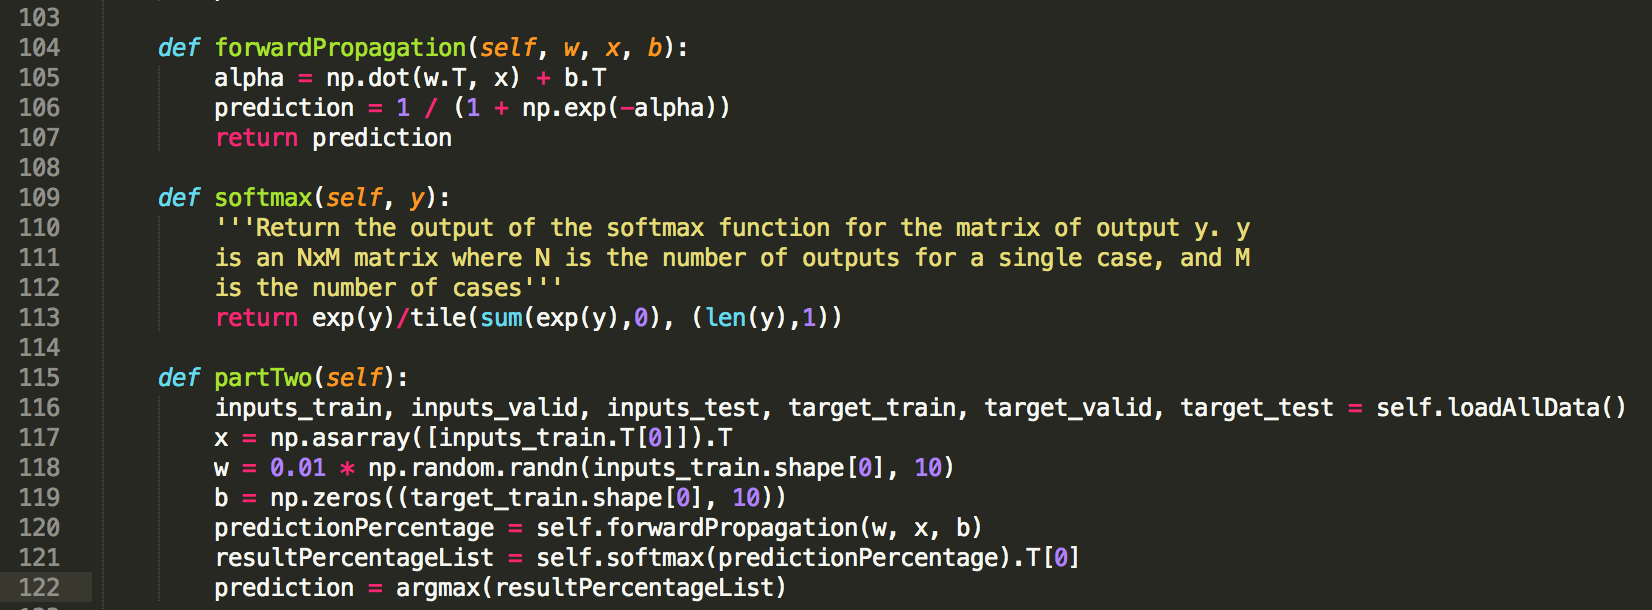 103
104 def forwardPropagation(self, w, x, b):
105 alpha = np.dot(w.T, x) + b.T
106 prediction = 1 / (1 + np.exp(-alpha))
107 return prediction
108
109 def softmax(self, y):
110 '''Return the output of the softmax function for the matrix of output y. y
111 is an NxM matrix where N is the number of outputs for a single case, and M
112 is the number of cases'''
113 return exp(y)/tile(sum(exp(y),0), (len(y),1))
114
115 def partTwo(self):
116 inputs_train, inputs_valid, inputs_test, target_train, target_valid, target_test = self.loadAllData()
117 x = np.asarray([inputs_train.T[0]]).T
118 w = 0.01 * np.random.randn(inputs_train.shape[0], 10)
119 b = np.zeros((target_train.shape[0], 10))
120 predictionPercentage = self.forwardPropagation(w, x, b)
121 resultPercentageList = self.softmax(predictionPercentage).T[0]
122 prediction = argmax(resultPercentageList)